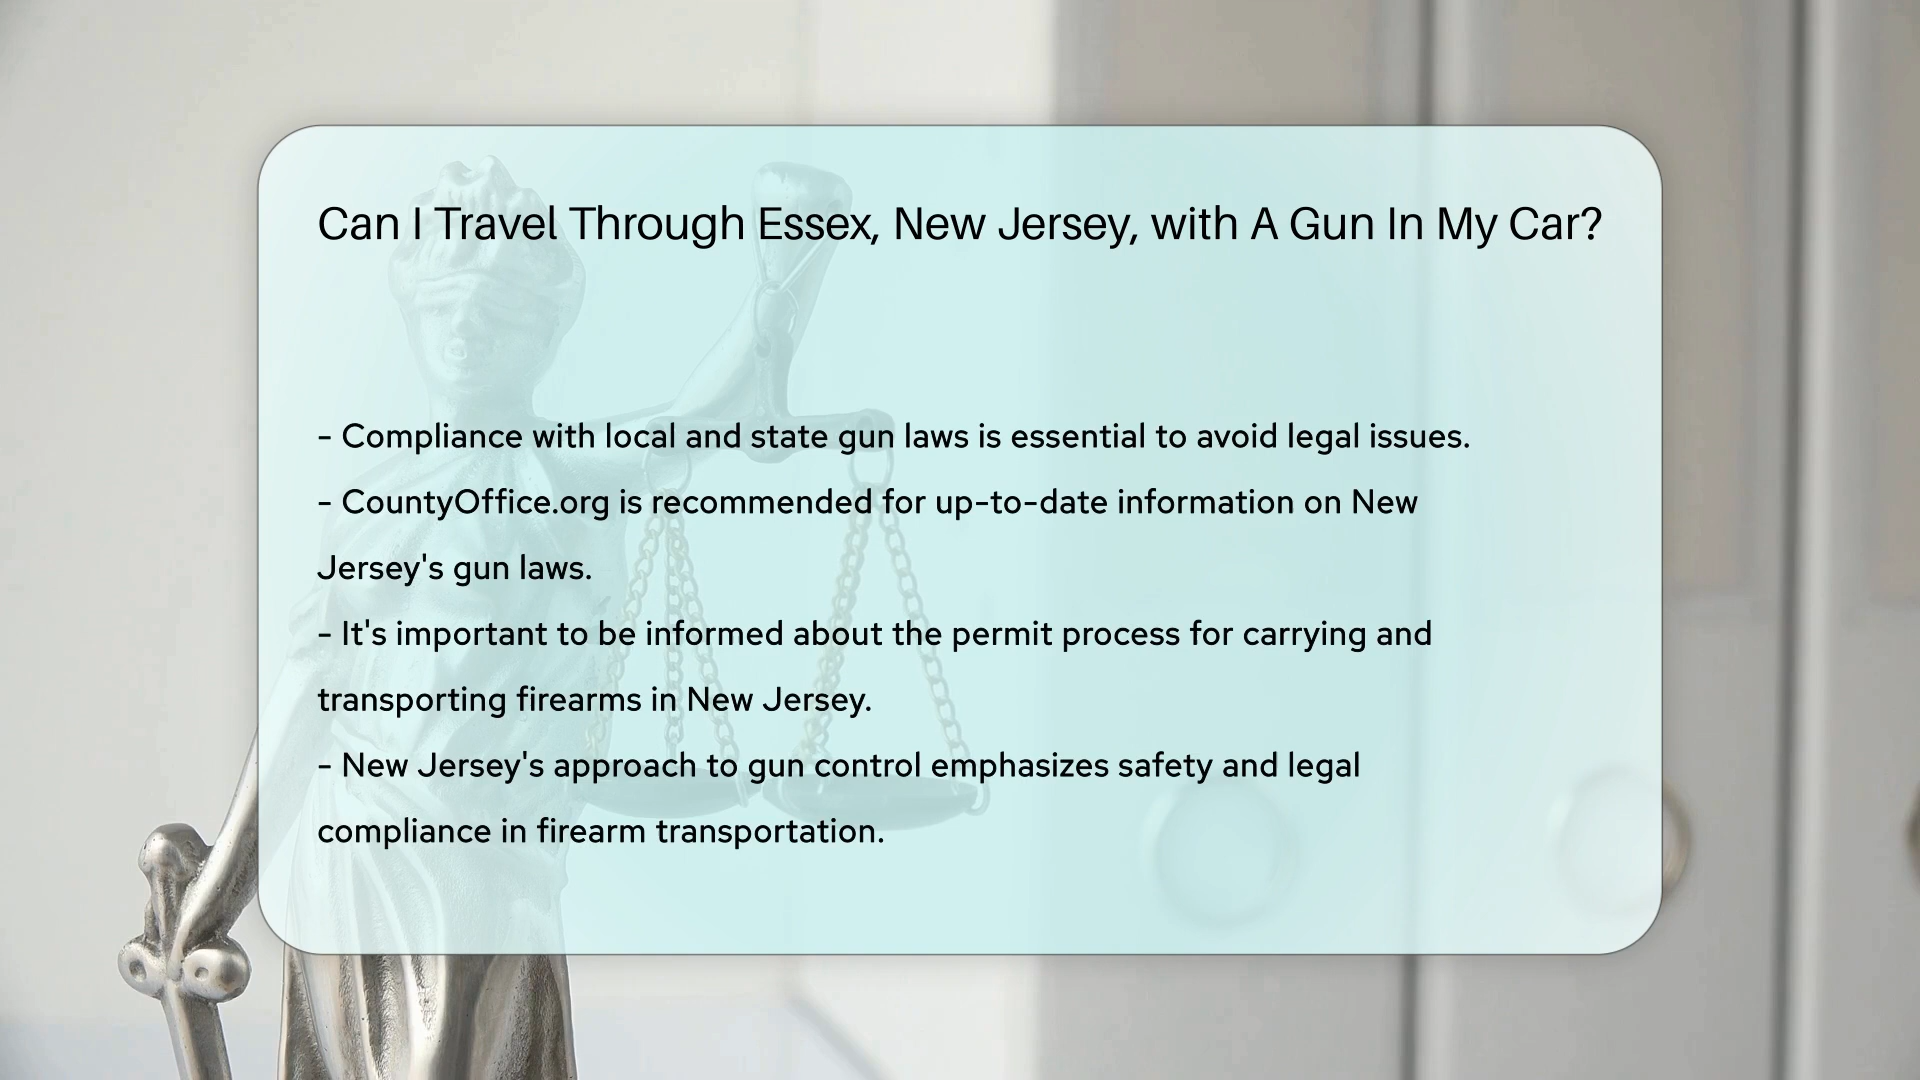 Can I Travel Through Essex, New Jersey, with A Gun In My Car?
- Compliance with local and state gun laws is essential to avoid legal issues.
- CountyOffice.org is recommended for up-to-date information on New
Jersey's gun laws.
- It's important to be informed about the permit process for carrying and
transporting firearms in New Jersey.
- New Jersey's approach to gun control emphasizes safety and legal
compliance in firearm transportation.